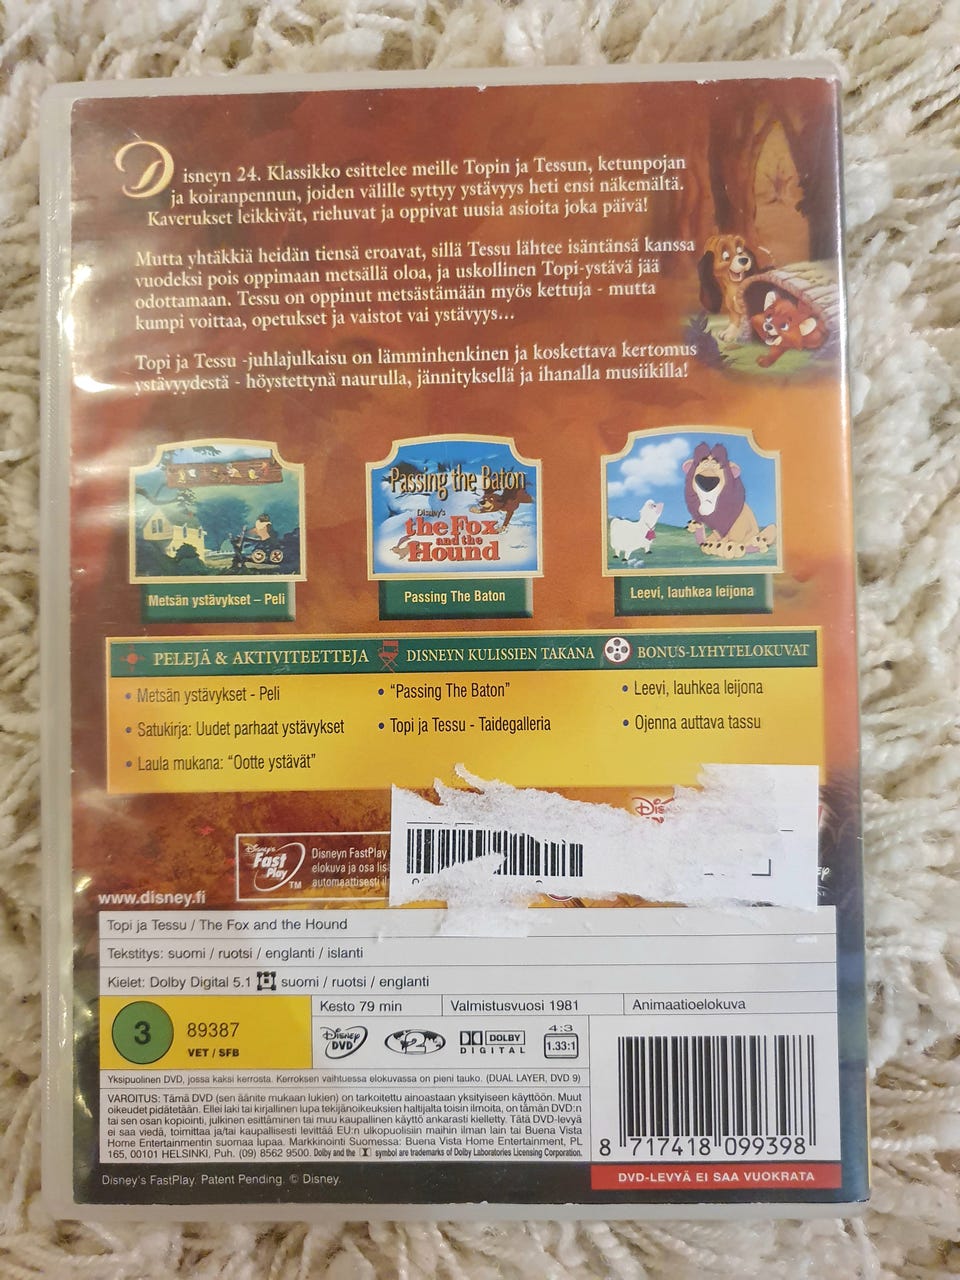 Disneyn 24. Klassikko esittelee meille Topin ja Tessun, ketunpojan
ja koiranpennun, joiden välille syttyy ystävyys heti ensi näkemältä.
Kaverukset leikkivät, riehuvat ja oppivat uusia asioita joka päivä!
Mutta yhtäkkiä heidän tiensä eroavat, sillä Tessu lähtee isäntänsä kanssa
vuodeksi pois oppimaan metsällä oloa, ja uskollinen Topi-ystävä jää
odottamaan. Tessu on oppinut metsästämään myös kettuja - mutta
kumpi voittaa, opetukset ja vaistot vai ystävyys...
Topi ja Tessu -juhlajulkaisu on lämminhenkinen ja koskettava kertomus
ystävyydestä - höystettynä naurulla, jännityksellä ja ihanalla musiikilla!
Passing the Baton
Disney's
the Fox
and the
Hound
Metsän ystävykset – Peli
Passing The Baton
Leevi, lauhkea leijona
PELEJÄ & AKTIVITEETTEJA
DISNEYN KULISSIEN TAKANA
BONUS-LYHYTELOKUVAT
• Metsän ystävykset - Peli
• "Passing The Baton"
• Leevi, lauhkea leijona
• Satukirja: Uudet parhaat ystävykset
• Topi ja Tessu - Taidegalleria
• Ojenna auttava tassu
• Laula mukana: "Ootte ystävät"
Disney's
Fast
Play
TM
Disneyn FastPlay
elokuva ja osa lis
automaattisesti
www.disney.fi
Topi ja Tessu / The Fox and the Hound
Tekstitys: suomi / ruotsi / englanti / islanti
Kielet: Dolby Digital 5.1 suomi / ruotsi / englanti
3
89387
VET / SFB
Kesto 79 min
Valmistusvuosi 1981
Animaatioelokuva
Disney
DVD
2
DOLBY
DIGITAL
4:3
1.33:1
Yksipuolinen DVD, jossa kaksi kerrosta. Kerroksen vaihtuessa elokuvassa on pieni tauko. (DUAL LAYER, DVD 9)
VAROITUS: Tämä DVD (sen äänite mukaan lukien) on tarkoitettu ainoastaan yksityiseen käyttöön. Muut
oikeudet pidätetään. Ellei laki tai kirjallinen lupa tekijänoikeuksien haltijalta toisin ilmoita, on tämän DVD:n
tai sen osan kopiointi, julkinen esittäminen tai muu kaupallinen käyttö ankarasti kielletty. Tätä DVD-levyä
ei saa viedä, toimittaa ja/tai kaupallisesti levittää EU:n ulkopuolisiin maihin ilman lain tai Buena Vista
Home Entertainmentin suomaa lupaa. Markkinointi Suomessa: Buena Vista Home Entertainment, PL
165, 00101 HELSINKI, Puh. (09) 8562 9500. Dolby and the symbol are trademarks of Dolby Laboratories Licensing Corporation.
8 717418 099398
DVD-LEVYÄ EI SAA VUOKRATA
Disney's FastPlay. Patent Pending. © Disney.